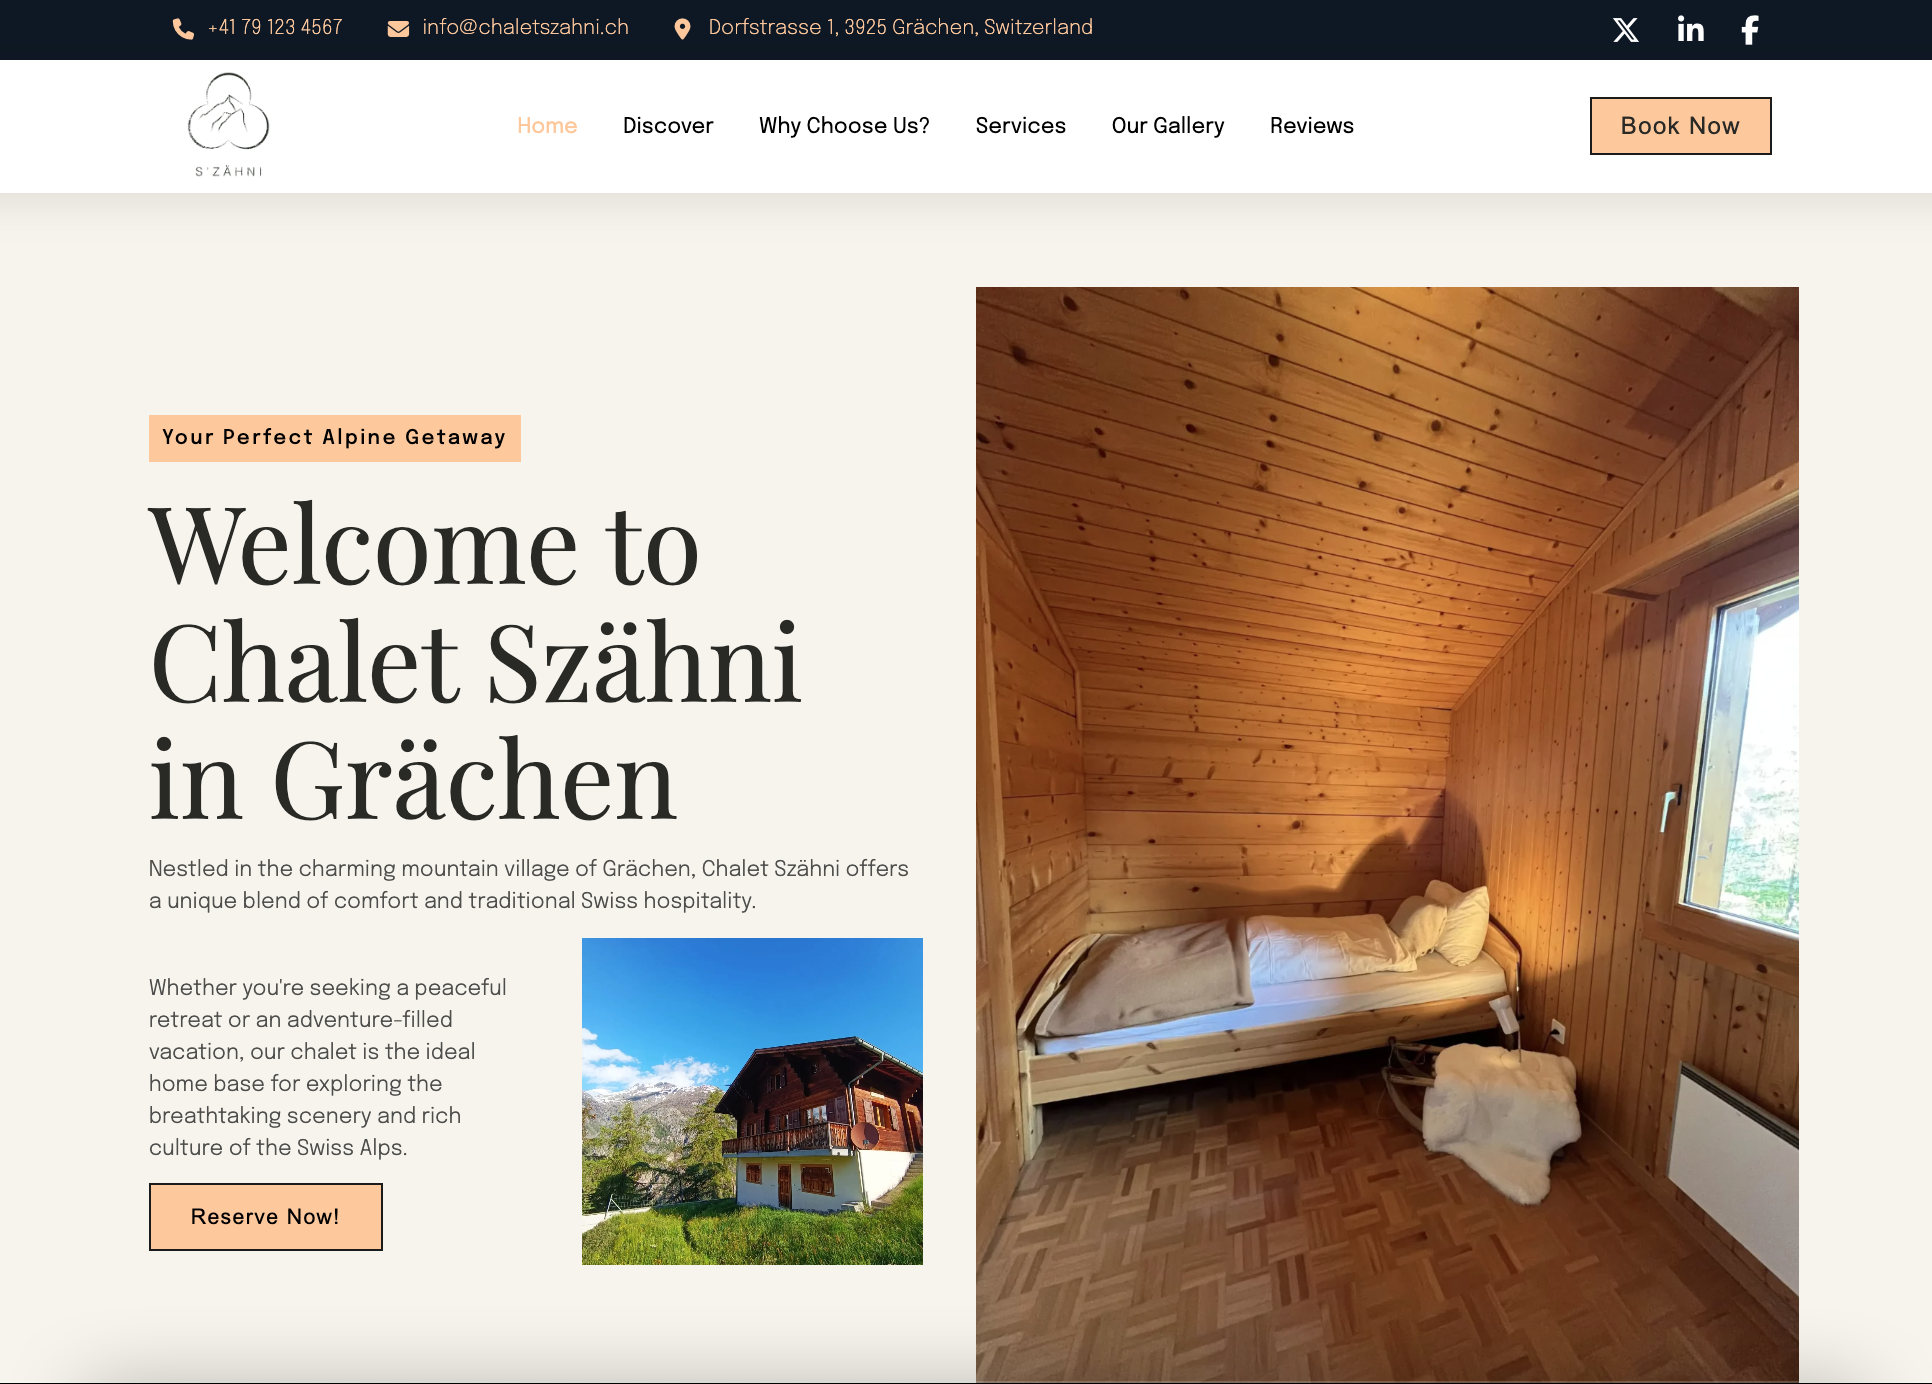 +41 79 123 4567 info@chaletszahni.ch Dorfstrasse 1, 3925 Grächen, Switzerland
S'ZÄHNI
Home Discover Why Choose Us? Services Our Gallery Reviews
Book Now
Your Perfect Alpine Getaway
Welcome to
Chalet Szähni
in Grächen
Nestled in the charming mountain village of Grächen, Chalet Szähni offers
a unique blend of comfort and traditional Swiss hospitality.
Whether you're seeking a peaceful
retreat or an adventure-filled
vacation, our chalet is the ideal
home base for exploring the
breathtaking scenery and rich
culture of the Swiss Alps.
Reserve Now!